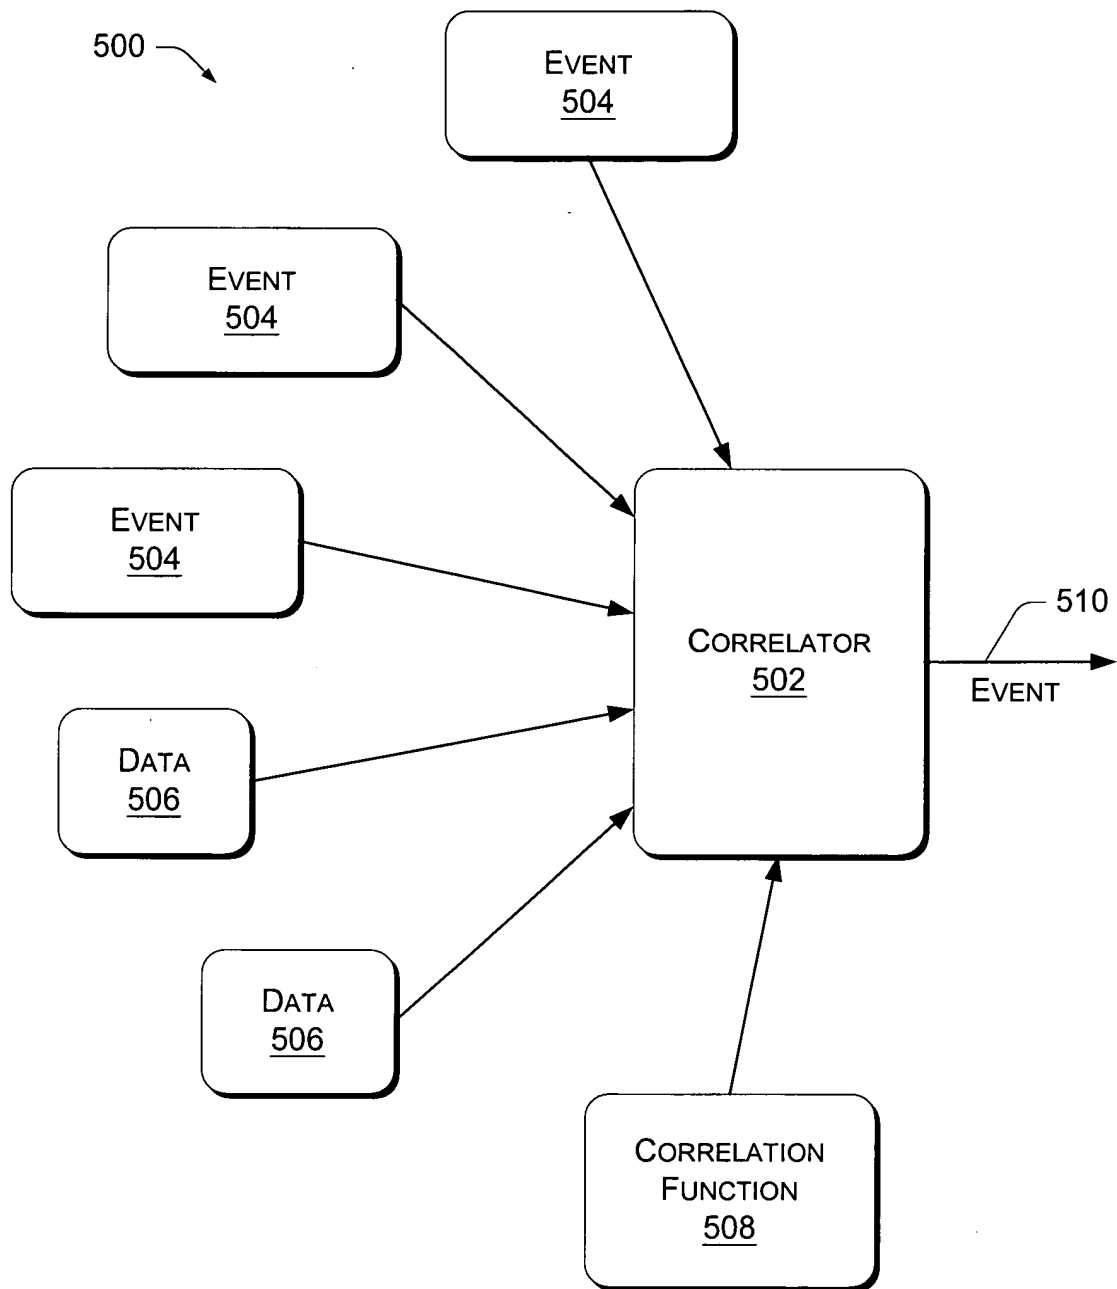 500
EVENT
504
EVENT
504
EVENT
504
510
CORRELATOR
502
EVENT
DATA
506
DATA
506
CORRELATION
FUNCTION
508